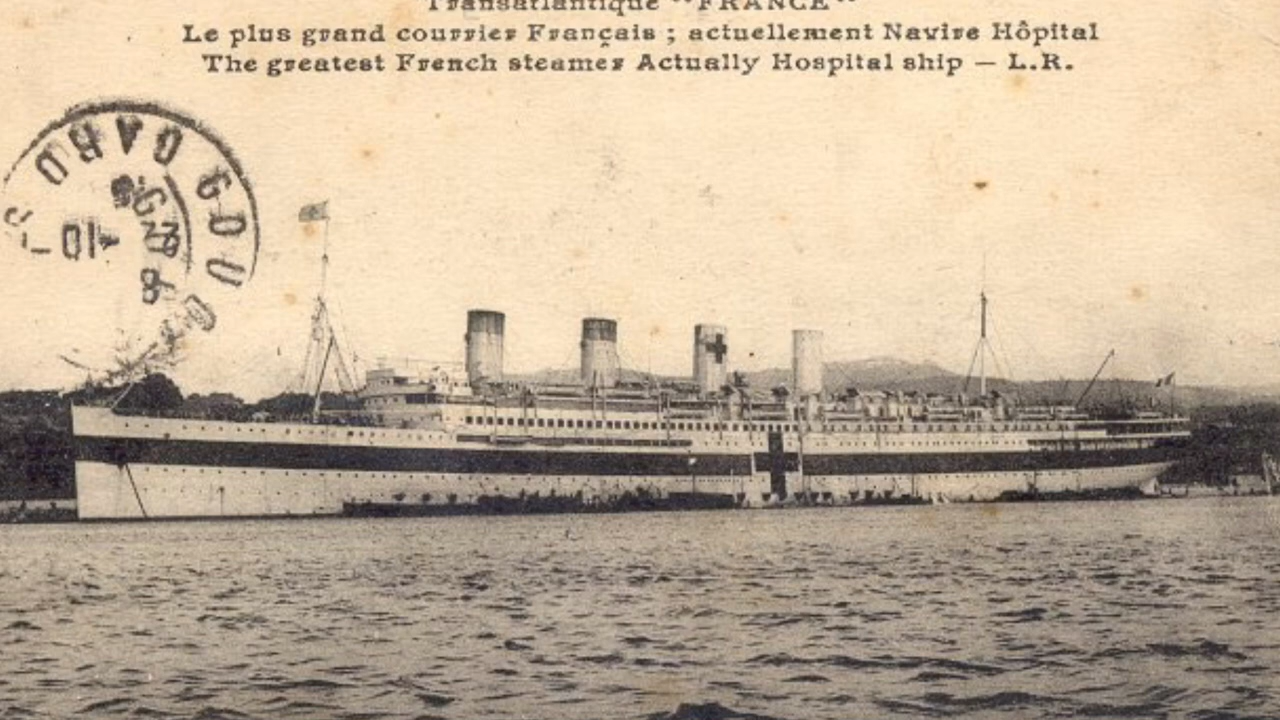 Transatlantique "FRANCE"
Le plus grand courrier Français ; actuellement Navire Hôpital
The greatest French steamer Actually Hospital ship — L.R.